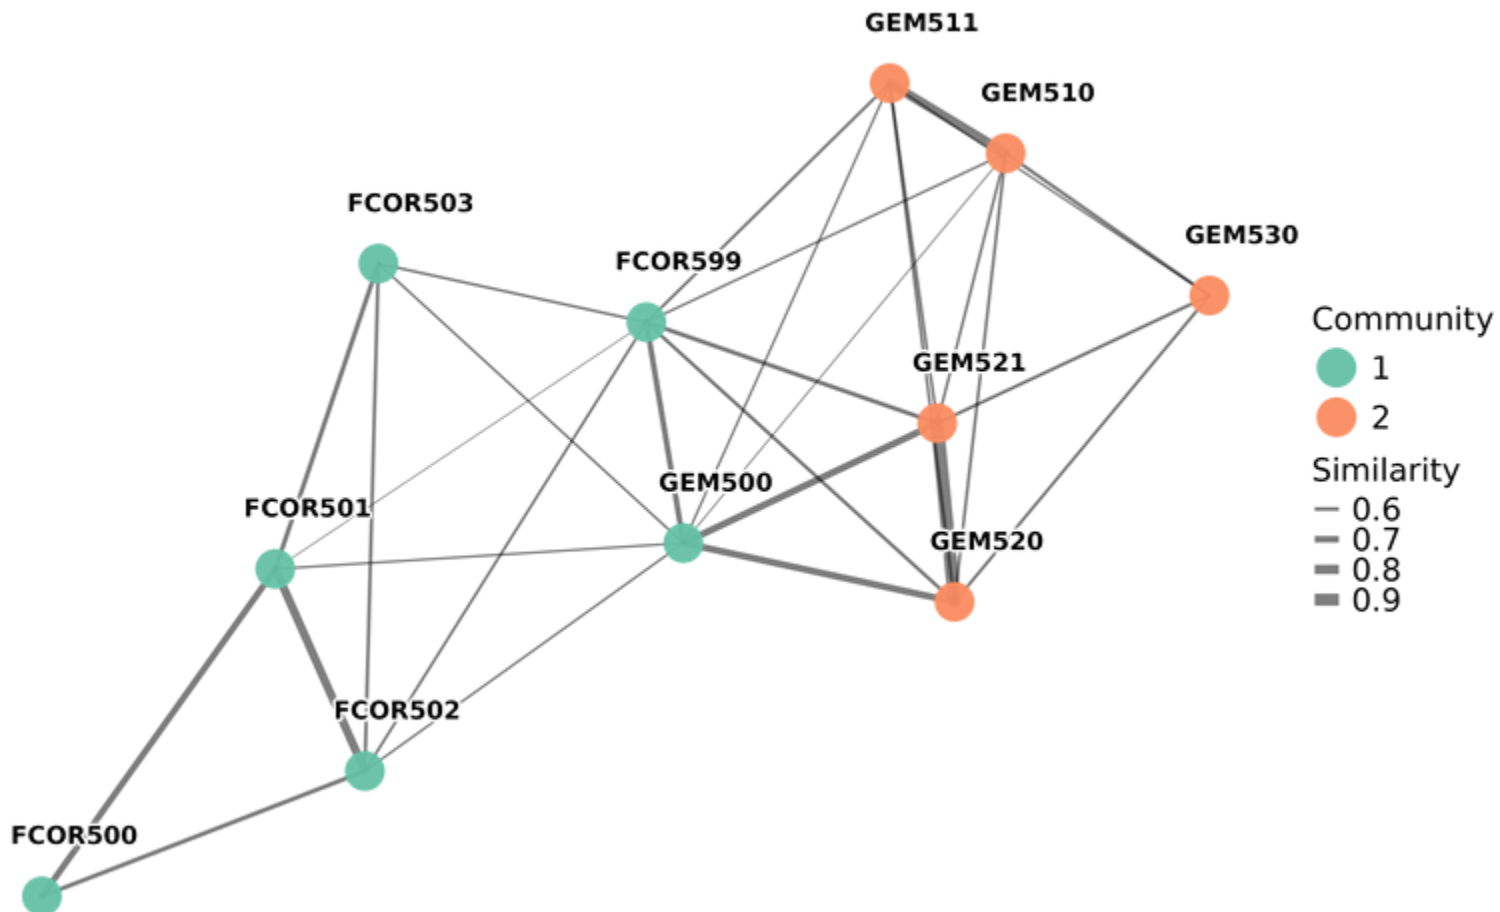 GEM511
GEM510
FCOR503
GEM530
FCOR599
GEM521
GEM500
FCOR501
GEM520
FCOR502
FCOR500
Community
1
2
Similarity
0.6
0.7
0.8
0.9